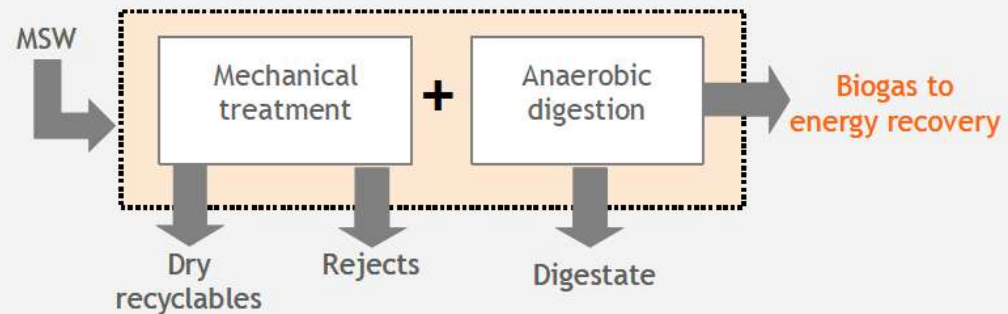 MSW
Mechanical
treatment
+
Anaerobic
digestion
Biogas to
energy recovery
Dry
recyclables
Rejects
Digestate